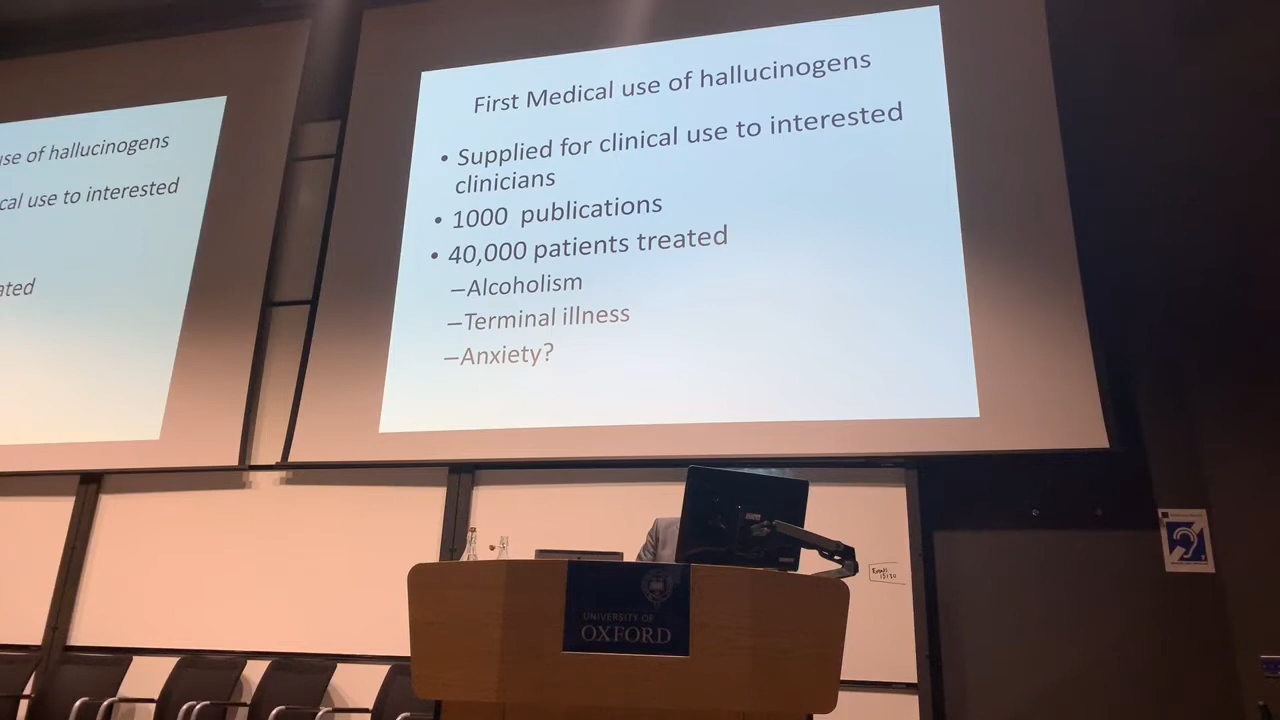 use of hallucinogens
cal use to interested
ated
First Medical use of hallucinogens
• Supplied for clinical use to interested
clinicians
• 1000 publications
• 40,000 patients treated
–Alcoholism
–Terminal illness
–Anxiety?
UNIVERSITY OF
OXFORD